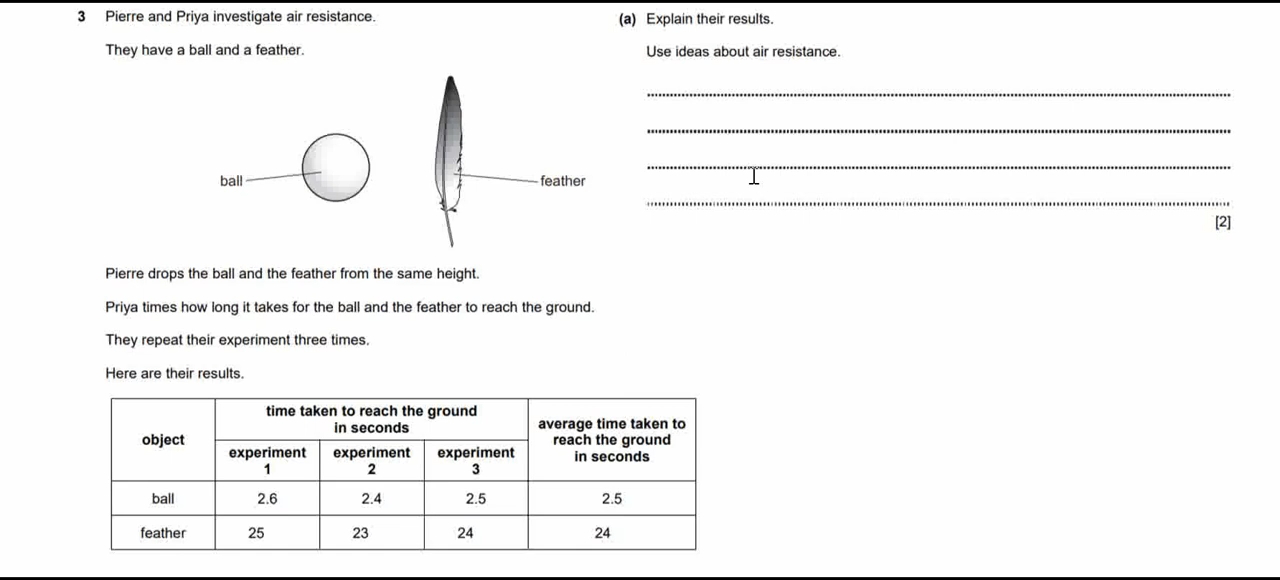 3 Pierre and Priya investigate air resistance.
They have a ball and a feather.
ball
feather
Pierre drops the ball and the feather from the same height.
Priya times how long it takes for the ball and the feather to reach the ground.
They repeat their experiment three times.
Here are their results.
object
time taken to reach the ground
in seconds
average time taken to
reach the ground
in seconds
experiment
1
experiment
2
experiment
3
ball 2.6 2.4 2.5 2.5
feather 25 23 24 24
(a) Explain their results.
Use ideas about air resistance.
[2]